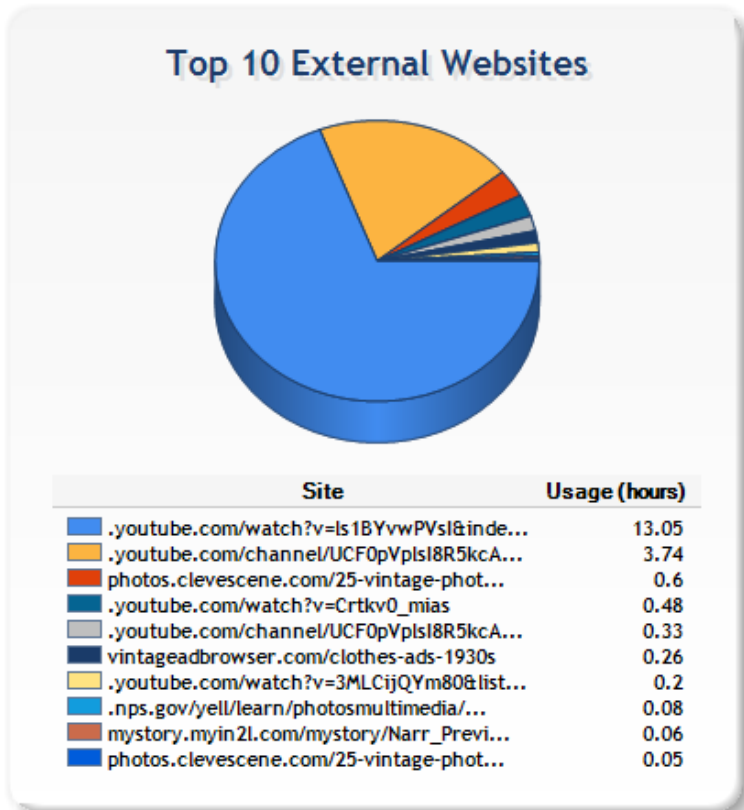 Top 10 External Websites
Site Usage (hours)
.youtube.com/watch?v=ls1BYvwPVsI&inde... 13.05
.youtube.com/channel/UCF0pVplsI8R5kcA... 3.74
photos.clevescene.com/25-vintage-phot... 0.6
.youtube.com/watch?v=Crtkv0_mias 0.48
.youtube.com/channel/UCF0pVplsI8R5kcA... 0.33
vintageadbrowser.com/clothes-ads-1930s 0.26
.youtube.com/watch?v=3MLCijQYm80&list... 0.2
.nps.gov/yell/learn/photosmultimedia/... 0.08
mystory.myin2l.com/mystory/Narr_Previ... 0.06
photos.clevescene.com/25-vintage-phot... 0.05